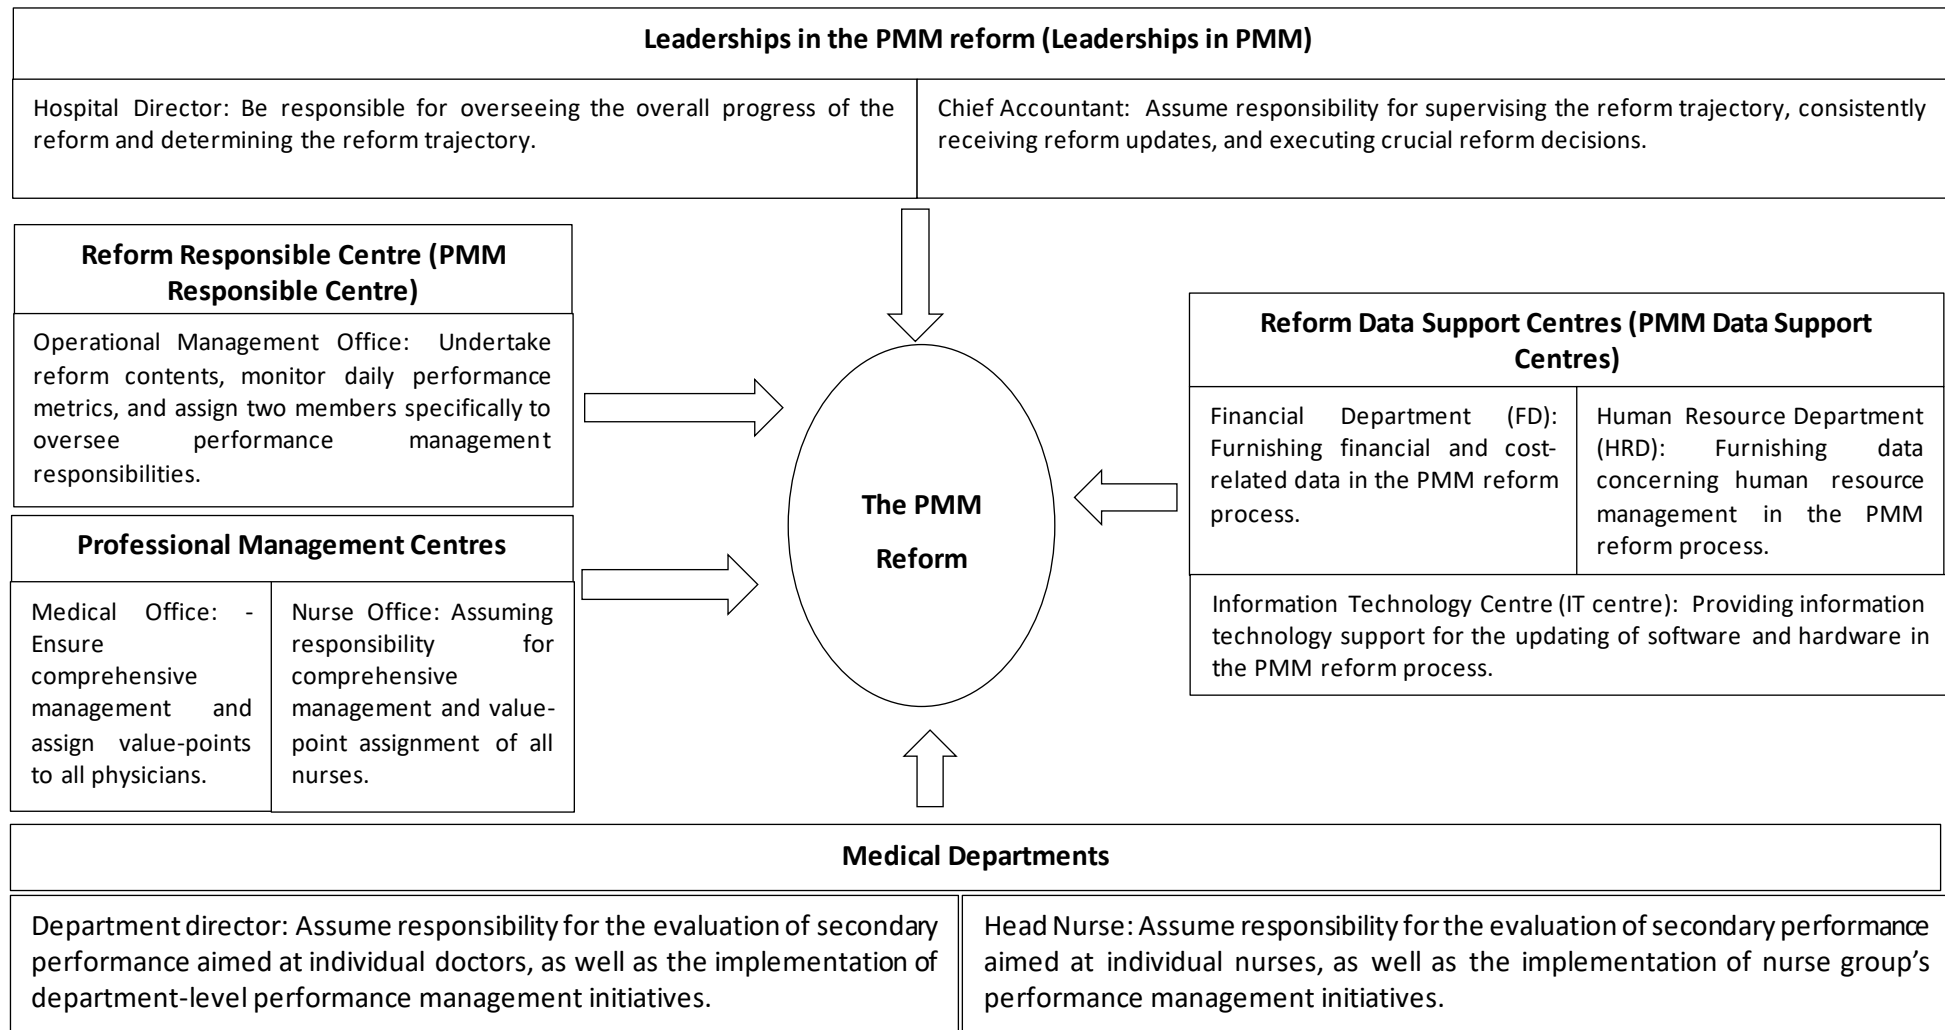 Leaderships in the PMM reform (Leaderships in PMM)
Hospital Director: Be responsible for overseeing the overall progress of the
reform and determining the reform trajectory.
Chief Accountant: Assume responsibility for supervising the reform trajectory, consistently
receiving reform updates, and executing crucial reform decisions.
Reform Responsible Centre (PMM
Responsible Centre)
Operational Management Office: Undertake
reform contents, monitor daily performance
metrics, and assign two members specifically to
oversee performance management
responsibilities.
Professional Management Centres
Medical Office: -
Ensure
comprehensive
management and
assign value-points
to all physicians.
Nurse Office: Assuming
responsibility for
comprehensive
management and value-
point assignment of all
nurses.
The PMM
Reform
Reform Data Support Centres (PMM Data Support
Centres)
Financial Department (FD):
Furnishing financial and cost-
related data in the PMM reform
process.
Human Resource Department
(HRD): Furnishing data
concerning human resource
management in the PMM
reform process.
Information Technology Centre (IT centre): Providing information
technology support for the updating of software and hardware in
the PMM reform process.
Medical Departments
Department director: Assume responsibility for the evaluation of secondary
performance aimed at individual doctors, as well as the implementation of
department-level performance management initiatives.
Head Nurse: Assume responsibility for the evaluation of secondary performance
aimed at individual nurses, as well as the implementation of nurse group's
performance management initiatives.